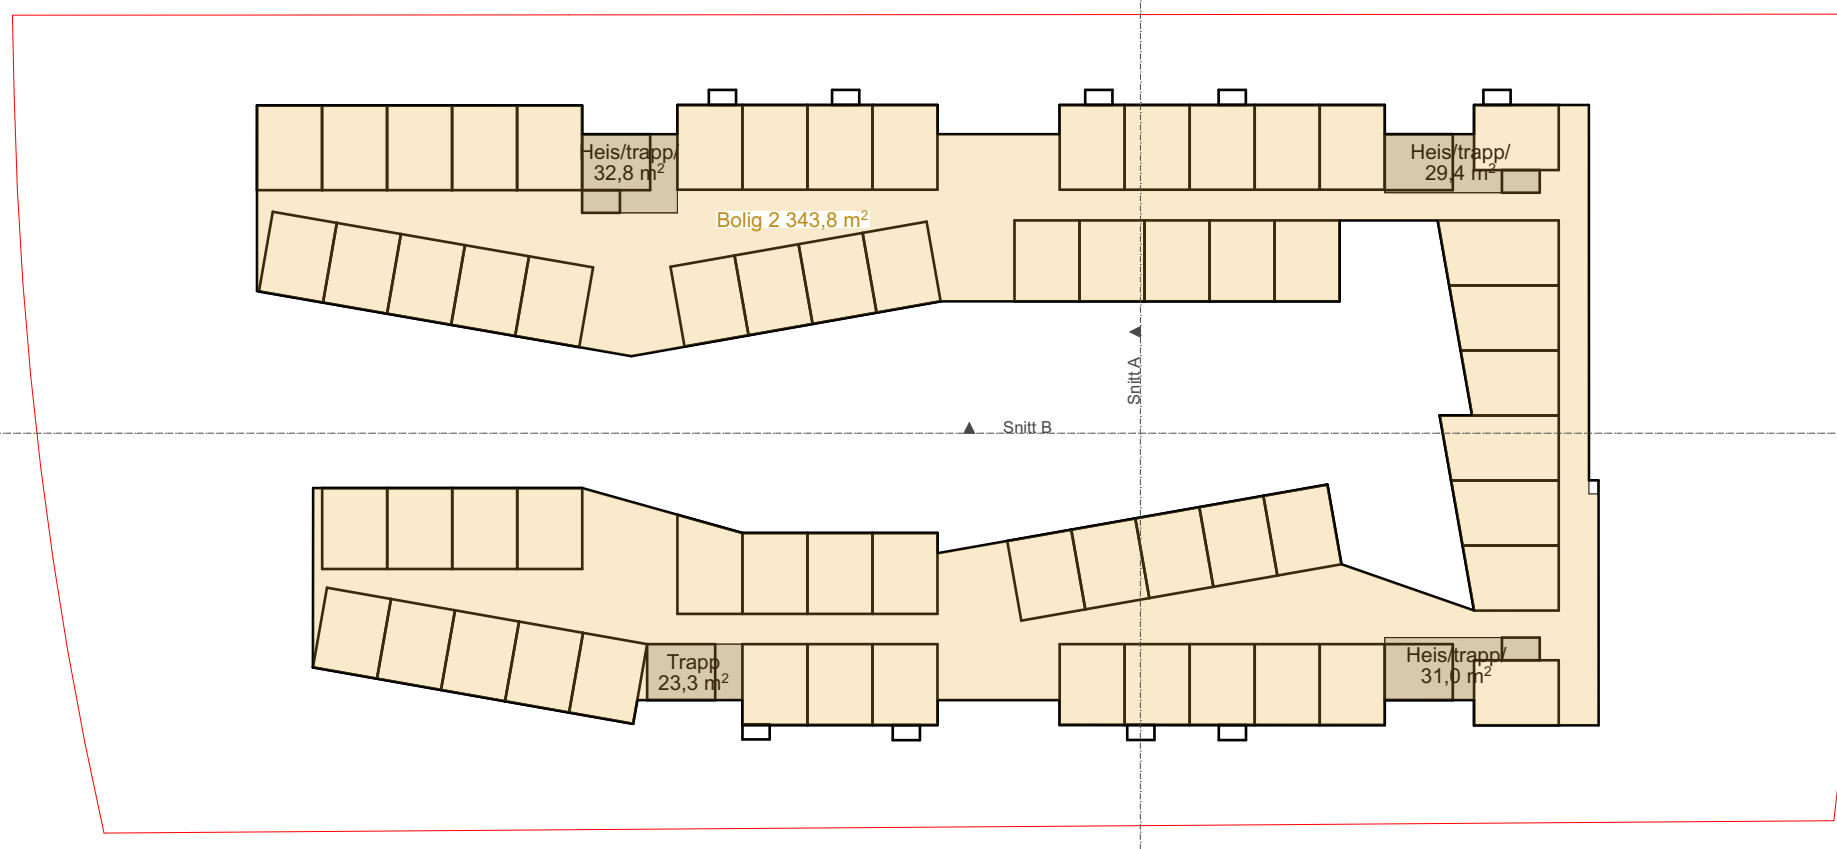 Heis/trapp/
32,8 m²
Heis/trapp/
29,4 m²
Bolig 2 343,8 m²
Snitt A
Snitt B
Trapp
23,3 m²
Heis/trapp/
31,0 m²